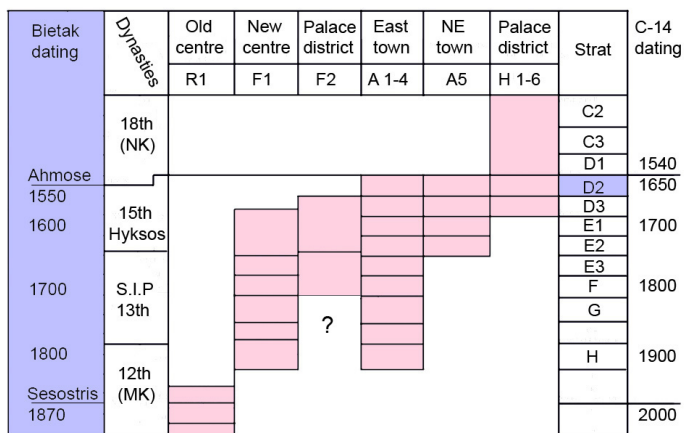 Bietak dating
Dynasties
Old centre
New centre
Palace district
East town
NE town
Palace district
Strat
C-14 dating
R1
F1
F2
A 1-4
A5
H 1-6
18th (NK)
C2
C3
D1
1540
Ahmose
1550
D2
1650
15th Hyksos
D3
1600
E1
1700
E2
E3
1700
S.I.P 13th
F
1800
G
?
1800
H
1900
12th (MK)
Sesostris
1870
2000